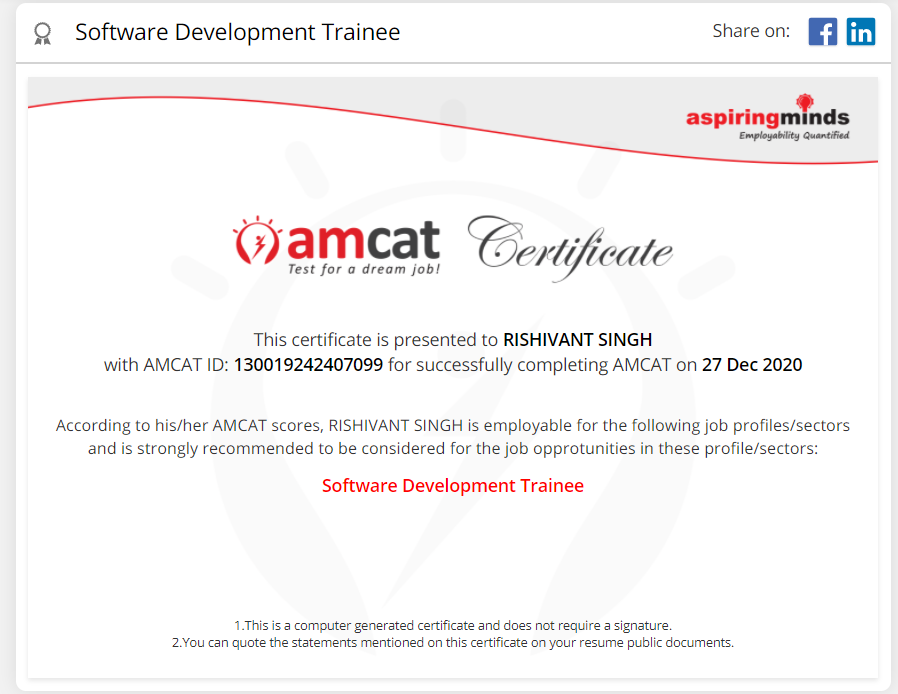 Software Development Trainee
Share on:
aspiringminds
Employability Quantified
amcat
Test for a dream job!
Certificate
This certificate is presented to RISHIVANT SINGH
with AMCAT ID: 130019242407099 for successfully completing AMCAT on 27 Dec 2020
According to his/her AMCAT scores, RISHIVANT SINGH is employable for the following job profiles/sectors
and is strongly recommended to be considered for the job opprotunities in these profile/sectors:
Software Development Trainee
1.This is a computer generated certificate and does not require a signature.
2.You can quote the statements mentioned on this certificate on your resume public documents.